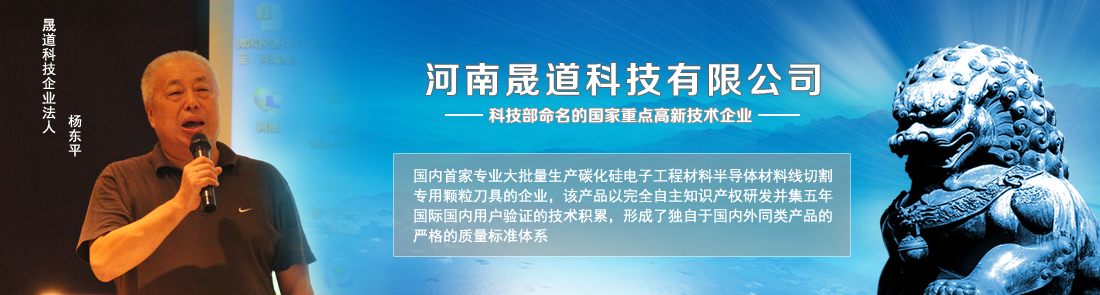 晟道科技企业法人
杨东平
河南晟道科技有限公司
科技部命名的国家重点高新技术企业
国内首家专业大批量生产碳化硅电子工程材料半导体材料线切割
专用颗粒刀具的企业，该产品以完全自主知识产权研发并集五年
国际国内用户验证的技术积累，形成了独自于国内外同类产品的
严格的质量标准体系